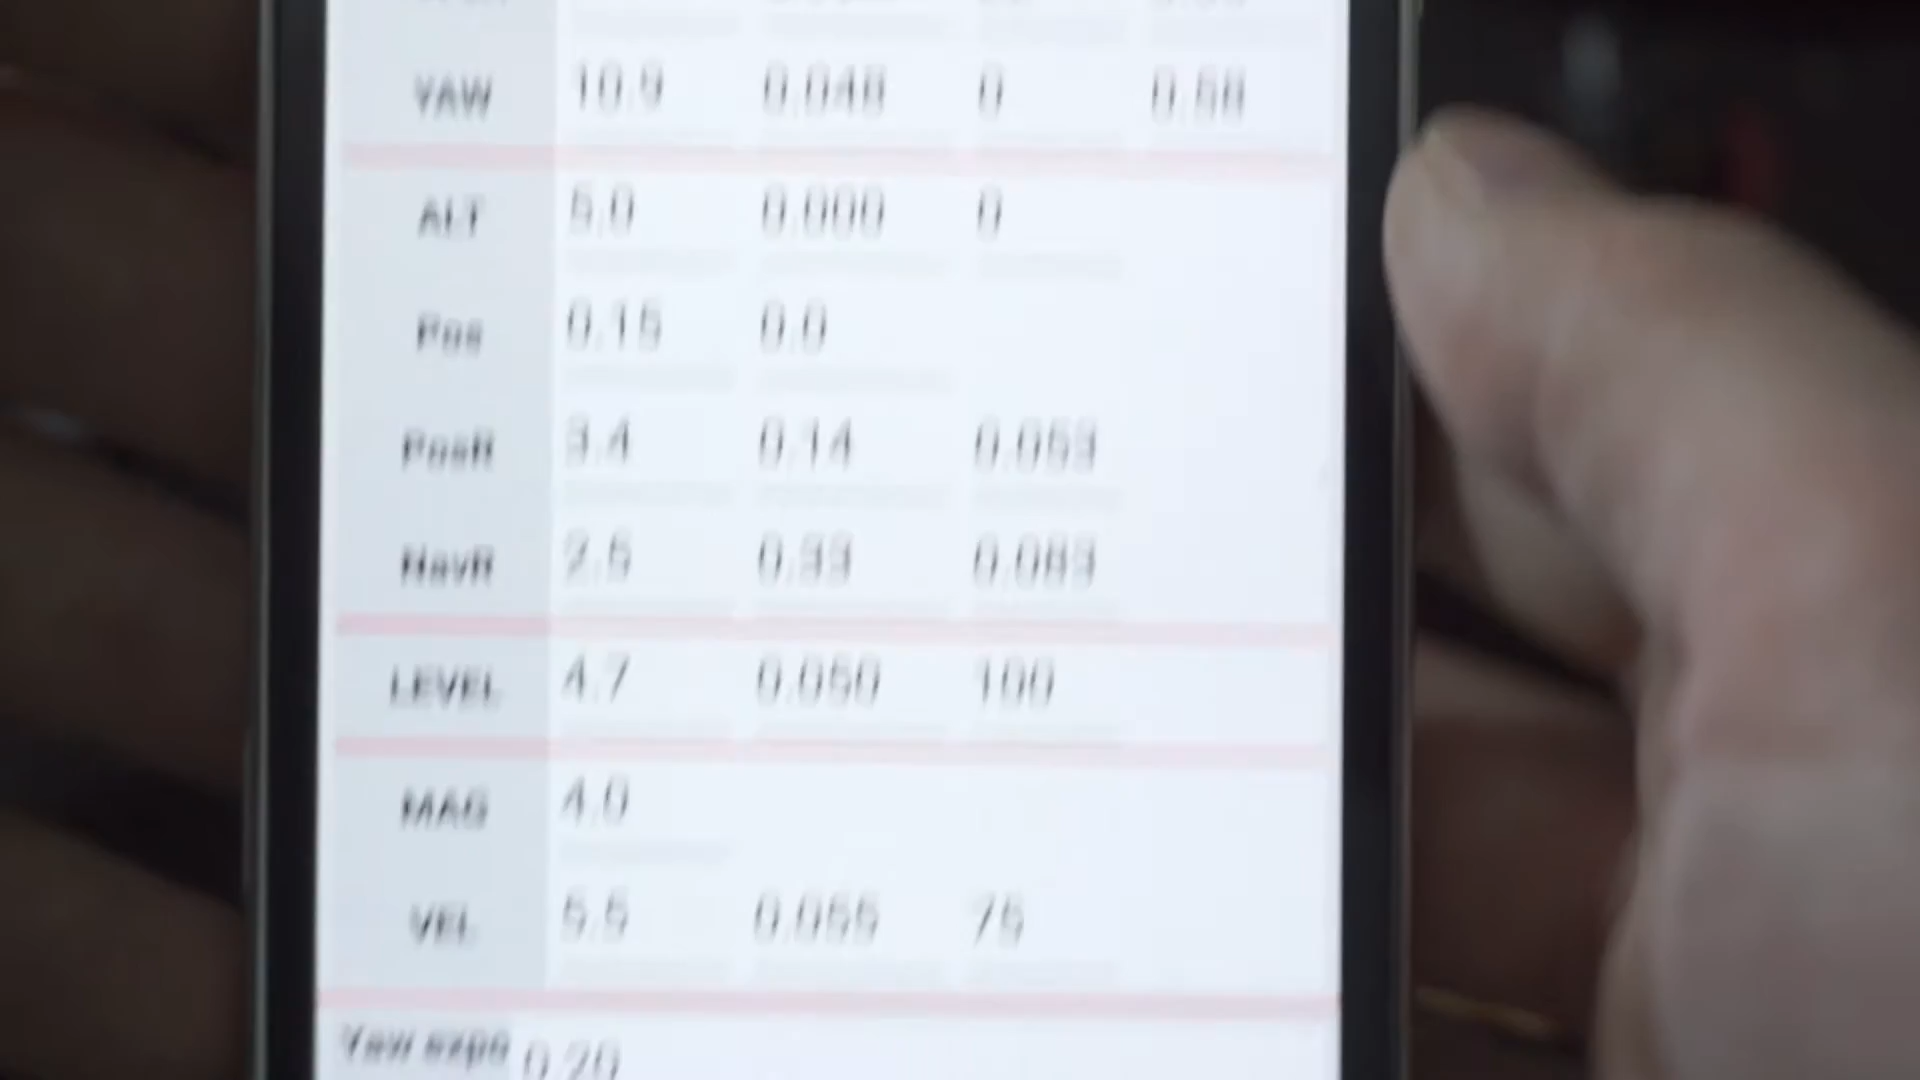 YAW 10.9 0.048 0 0.58
ALT 5.0 0.000 0
Pos 0.15 0.0
PosR 3.4 0.14 0.053
NavR 2.5 0.33 0.083
LEVEL 4.7 0.050 100
MAG 4.0
VEL 5.5 0.055 75
Yaw expo 0.20